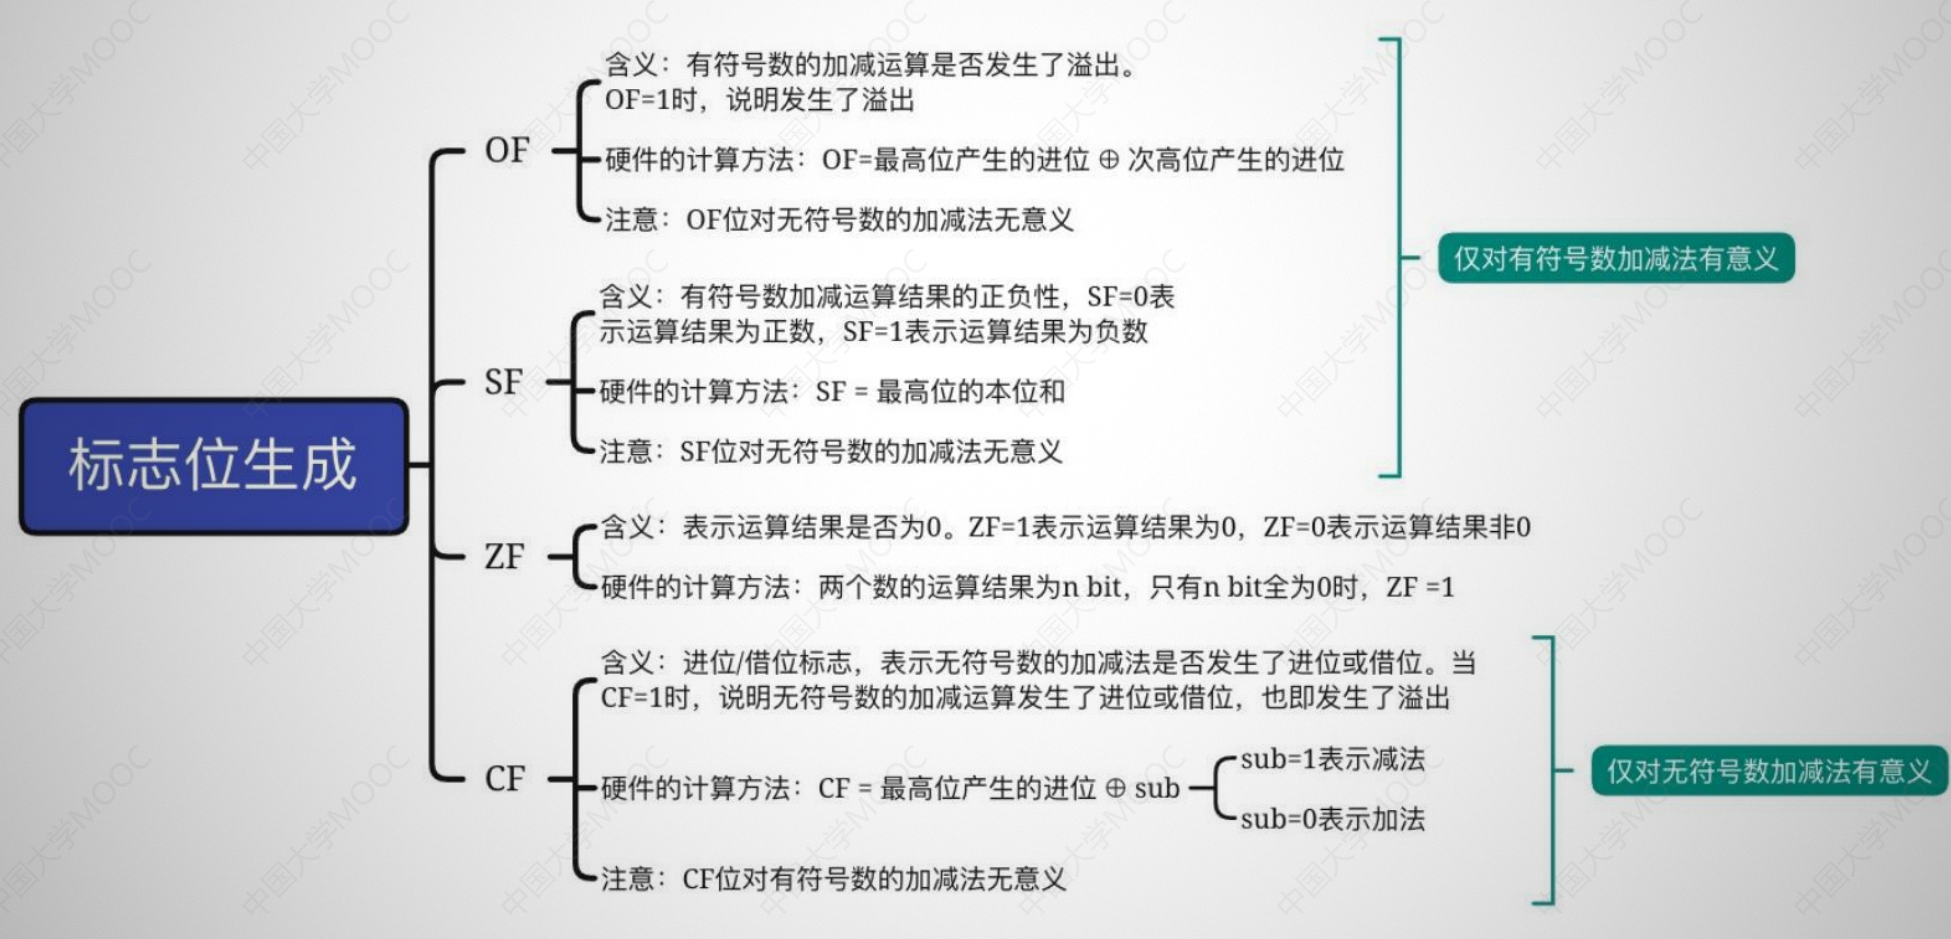 标志位生成
OF
含义：有符号数的加减运算是否发生了溢出。
OF=1时，说明发生了溢出
硬件的计算方法：OF=最高位产生的进位 ⊕ 次高位产生的进位
注意：OF位对无符号数的加减法无意义
SF
含义：有符号数加减运算结果的正负性，SF=0表
示运算结果为正数，SF=1表示运算结果为负数
硬件的计算方法：SF = 最高位的本位和
注意：SF位对无符号数的加减法无意义
仅对有符号数加减法有意义
ZF
含义：表示运算结果是否为0。ZF=1表示运算结果为0，ZF=0表示运算结果非0
硬件的计算方法：两个数的运算结果为n bit，只有n bit全为0时，ZF =1
CF
含义：进位/借位标志，表示无符号数的加减法是否发生了进位或借位。当
CF=1时，说明无符号数的加减运算发生了进位或借位，也即发生了溢出
硬件的计算方法：CF = 最高位产生的进位 ⊕ sub
sub=1表示减法
sub=0表示加法
注意：CF位对有符号数的加减法无意义
仅对无符号数加减法有意义
中国大学MOOC